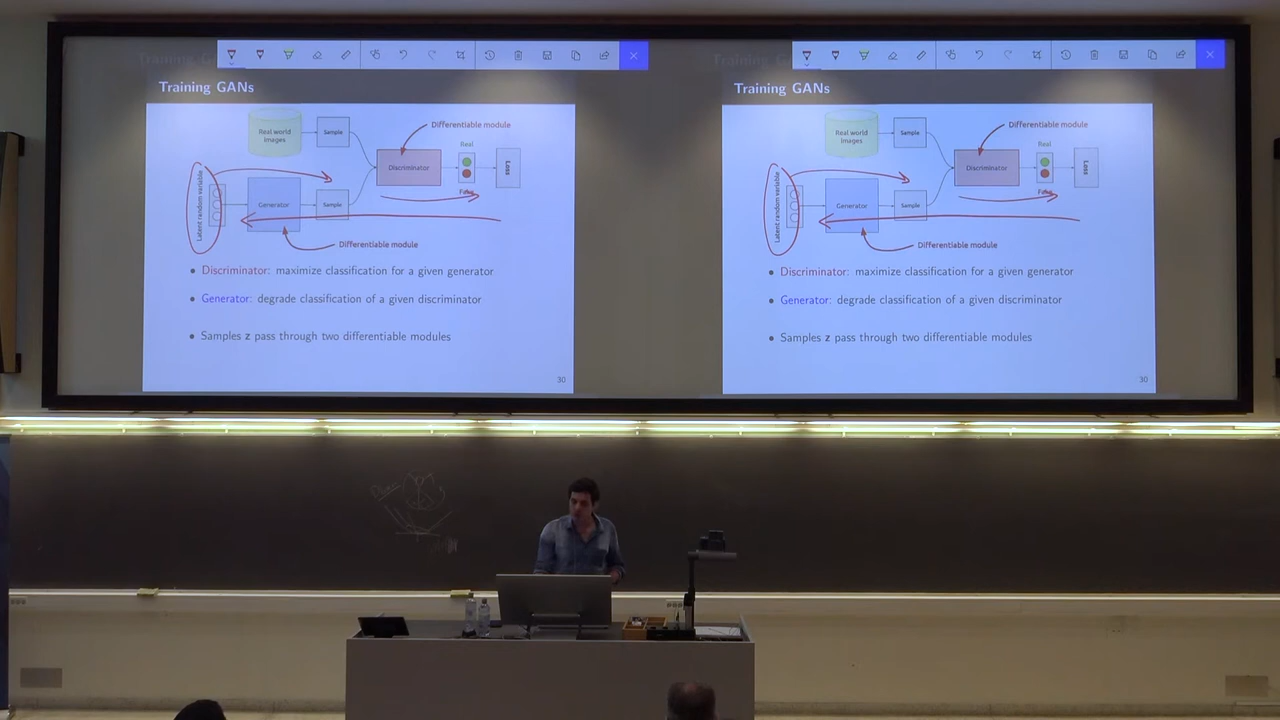 Training GANs
Differentiable module
Real world images
Sample
Real
Discriminator
Loss
Fake
Latent random variable
Generator
Sample
Differentiable module
• Discriminator: maximize classification for a given generator
• Generator: degrade classification of a given discriminator
• Samples z pass through two differentiable modules
30
Training GANs
Differentiable module
Real world images
Sample
Real
Discriminator
Loss
Fake
Latent random variable
Generator
Sample
Differentiable module
• Discriminator: maximize classification for a given generator
• Generator: degrade classification of a given discriminator
• Samples z pass through two differentiable modules
30